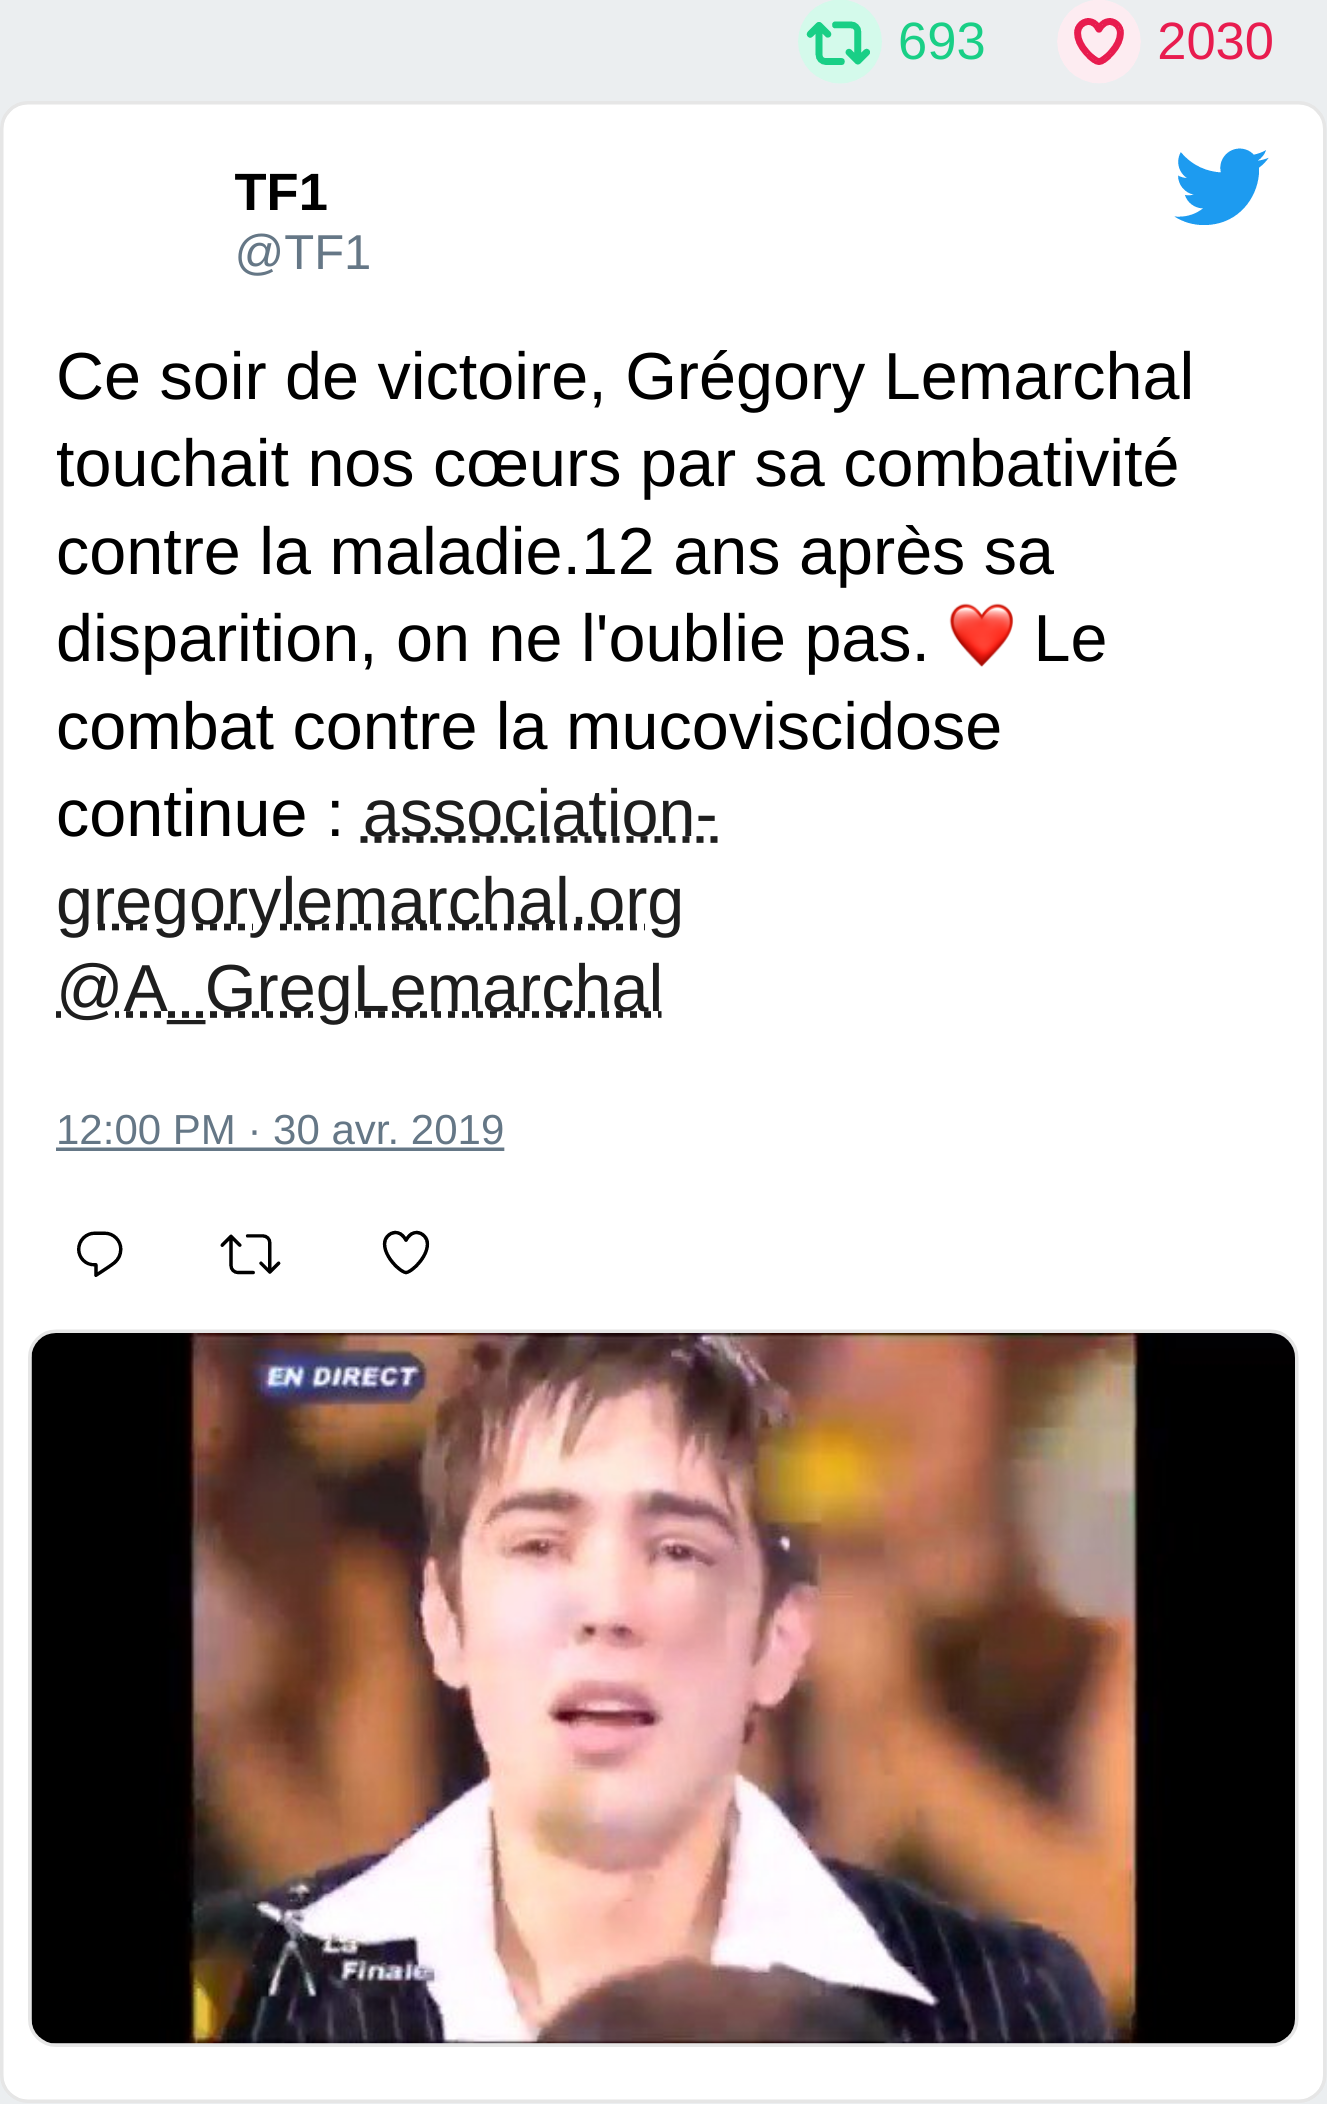 693 2030
TF1
@TF1
Ce soir de victoire, Grégory Lemarchal
touchait nos cœurs par sa combativité
contre la maladie.12 ans après sa
disparition, on ne l'oublie pas. ❤️ Le
combat contre la mucoviscidose
continue : association-
gregorylemarchal.org
@A_GregLemarchal
12:00 PM · 30 avr. 2019
EN DIRECT
La
Finale